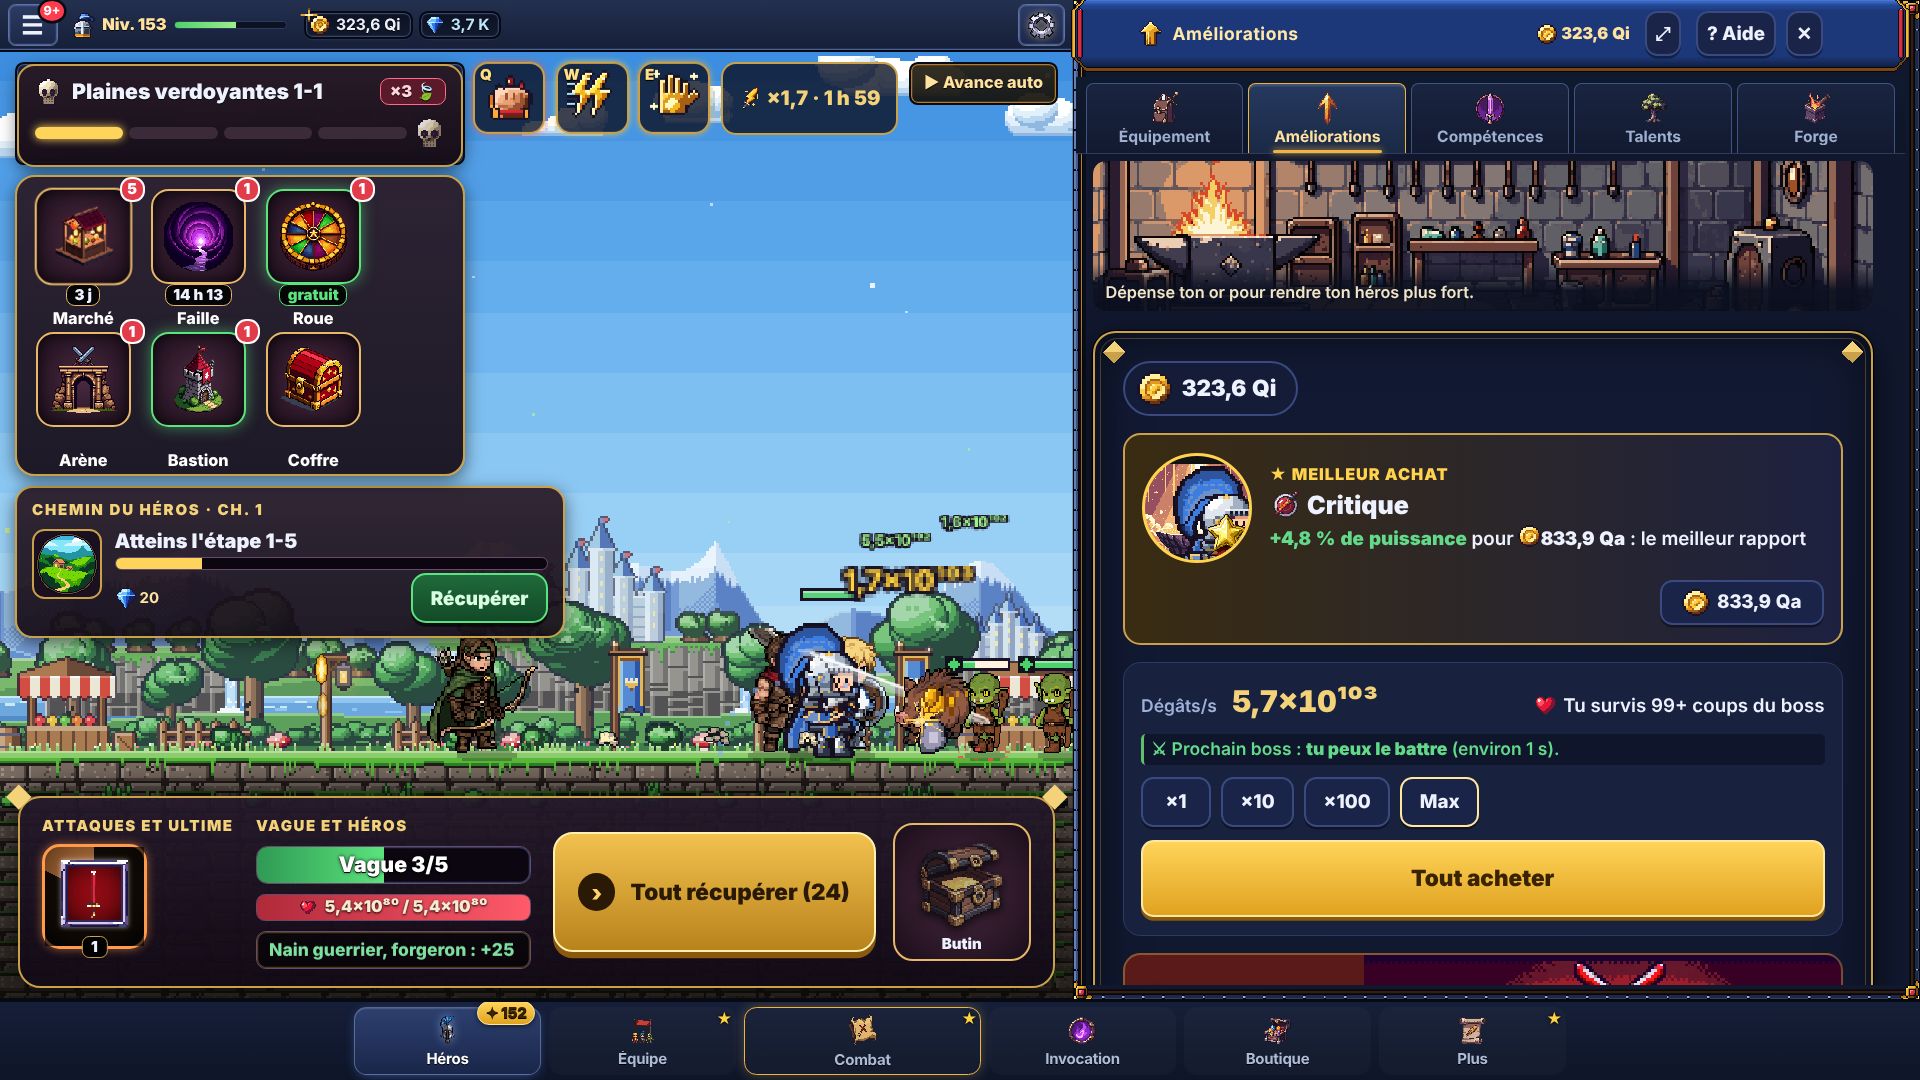 9+
Niv. 153
323,6 Qi
3,7 K
Plaines verdoyantes 1-1
×3
Q
W
E
×1,7 · 1 h 59
▶ Avance auto
5
1
1
3 j
14 h 13
gratuit
Marché
Faille
Roue
1
1
Arène
Bastion
Coffre
CHEMIN DU HÉROS · CH. 1
Atteins l'étape 1-5
20
Récupérer
1,7×10¹⁰³
ATTAQUES ET ULTIME
1
VAGUE ET HÉROS
Vague 3/5
5,4×10⁸⁰ / 5,4×10⁸⁰
Nain guerrier, forgeron : +25
Tout récupérer (24)
Butin
Améliorations
323,6 Qi
? Aide
Équipement
Améliorations
Compétences
Talents
Forge
Dépense ton or pour rendre ton héros plus fort.
323,6 Qi
★ MEILLEUR ACHAT
Critique
+4,8 % de puissance pour 833,9 Qa : le meilleur rapport
833,9 Qa
Dégâts/s 5,7×10¹⁰³
Tu survis 99+ coups du boss
Prochain boss : tu peux le battre (environ 1 s).
×1
×10
×100
Max
Tout acheter
152
Héros
Équipe
Combat
Invocation
Boutique
Plus